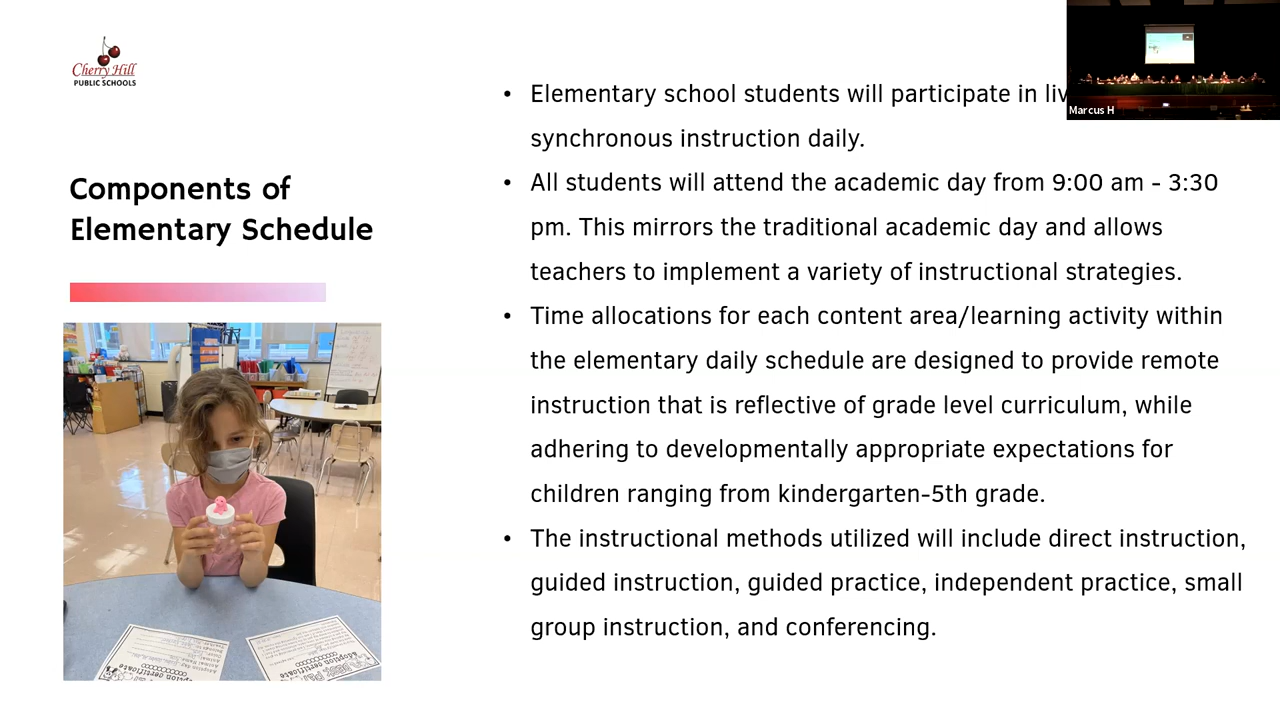 Cherry Hill
PUBLIC SCHOOLS
Components of
Elementary Schedule
• Elementary school students will participate in
synchronous instruction daily.
• All students will attend the academic day from 9:00 am - 3:30
pm. This mirrors the traditional academic day and allows
teachers to implement a variety of instructional strategies.
• Time allocations for each content area/learning activity within
the elementary daily schedule are designed to provide remote
instruction that is reflective of grade level curriculum, while
adhering to developmentally appropriate expectations for
children ranging from kindergarten-5th grade.
• The instructional methods utilized will include direct instruction,
guided instruction, guided practice, independent practice, small
group instruction, and conferencing.
Marcus H